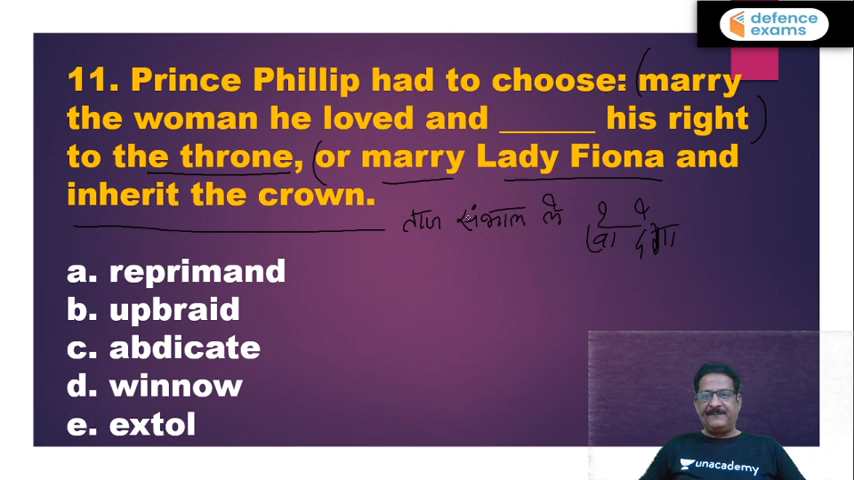 defence
exams
11. Prince Phillip had to choose: marry
the woman he loved and ______ his right
to the throne, or marry Lady Fiona and
inherit the crown.
ताज संभाल ले
a. reprimand
b. upbraid
c. abdicate
d. winnow
e. extol
unacademy